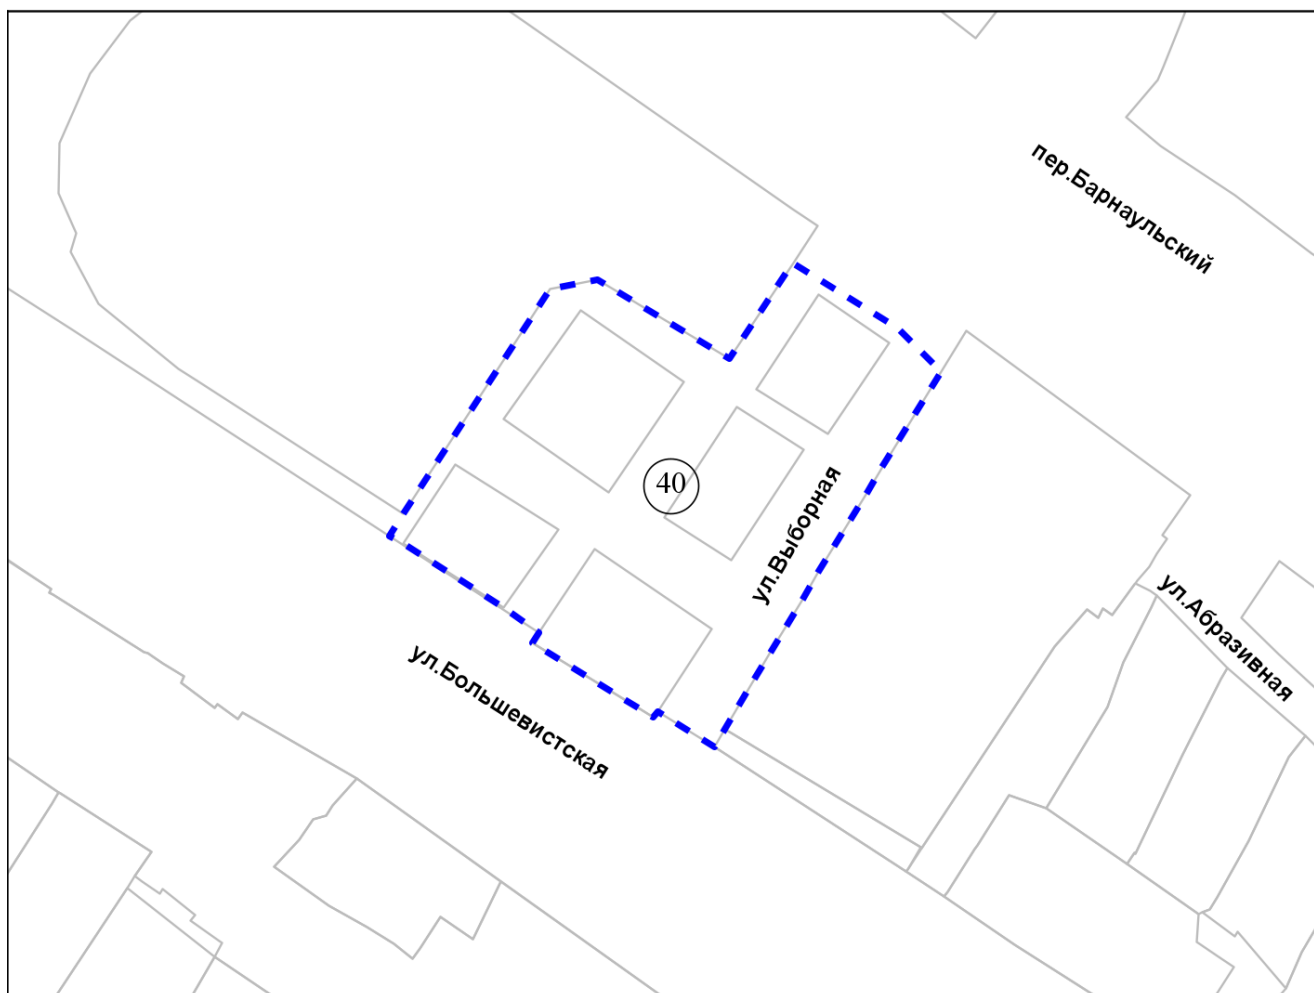 пер.Барнаульский
40
ул.Выборная
ул.Абразивная
ул.Большевистская